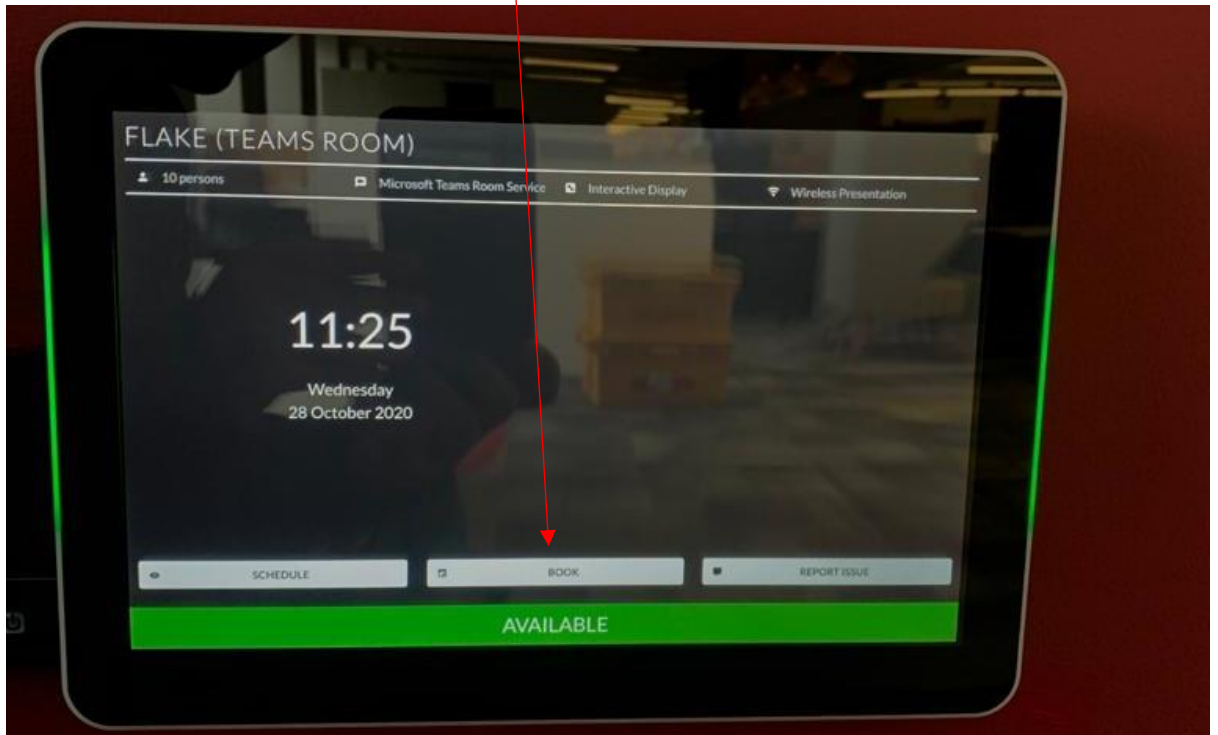 FLAKE (TEAMS ROOM)
10 persons Microsoft Teams Room Service Interactive Display Wireless Presentation
11:25
Wednesday
28 October 2020
SCHEDULE BOOK REPORT ISSUE
AVAILABLE